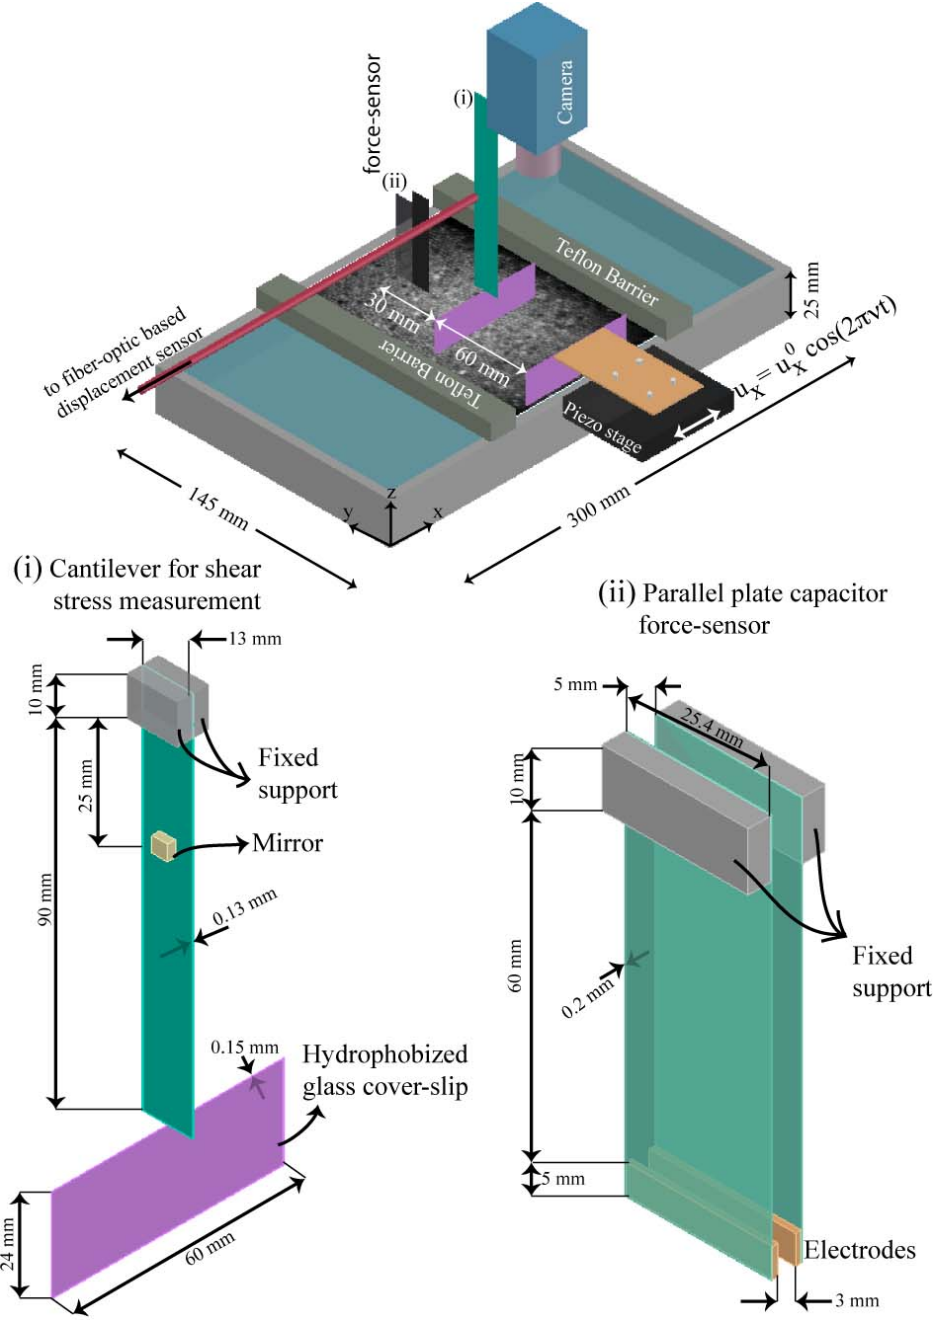 force-sensor
(i)
Camera
(ii)
Teflon Barrier
25 mm
30 mm
60 mm
Teflon Barrier
to fiber-optic based
displacement sensor
u_x = u_x^0 cos(2πνt)
Piezo stage
z
y
x
145 mm
300 mm
(i) Cantilever for shear
stress measurement
13 mm
10 mm
25 mm
Fixed
support
Mirror
90 mm
0.13 mm
0.15 mm
Hydrophobized
glass cover-slip
24 mm
60 mm
(ii) Parallel plate capacitor
force-sensor
5 mm
25.4 mm
10 mm
60 mm
0.2 mm
Fixed
support
5 mm
Electrodes
3 mm